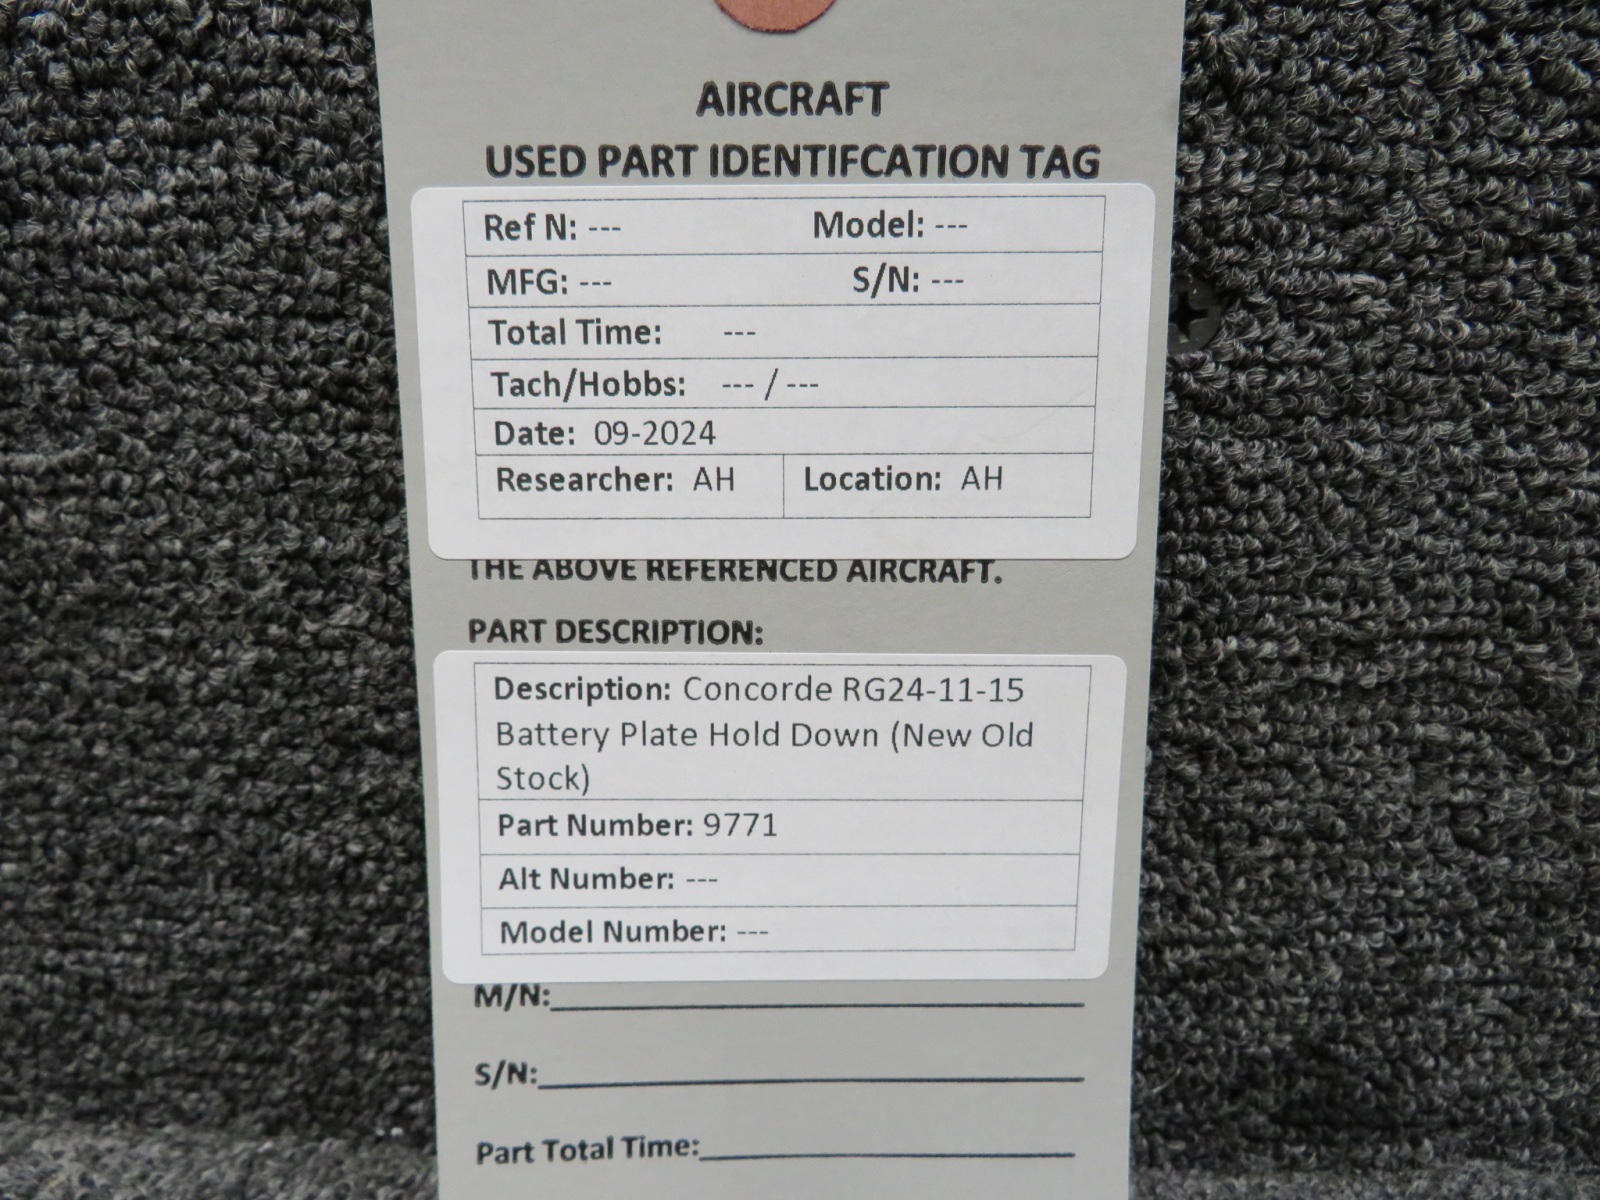 AIRCRAFT
USED PART IDENTIFCATION TAG
Ref N: --- Model: ---
MFG: --- S/N: ---
Total Time: ---
Tach/Hobbs: --- / ---
Date: 09-2024
Researcher: AH Location: AH
THE ABOVE REFERENCED AIRCRAFT.
PART DESCRIPTION:
Description: Concorde RG24-11-15
Battery Plate Hold Down (New Old
Stock)
Part Number: 9771
Alt Number: ---
Model Number: ---
M/N:
S/N:
Part Total Time: